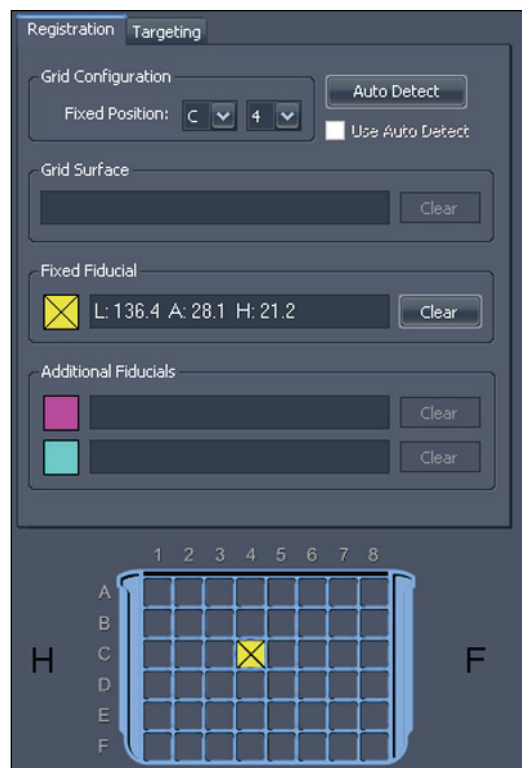 Registration Targeting
Grid Configuration
Fixed Position: C 4
Auto Detect
Use Auto Detect
Grid Surface
Clear
Fixed Fiducial
L: 136.4 A: 28.1 H: 21.2 Clear
Additional Fiducials
Clear
Clear
1 2 3 4 5 6 7 8
A
B
H C F
D
E
F